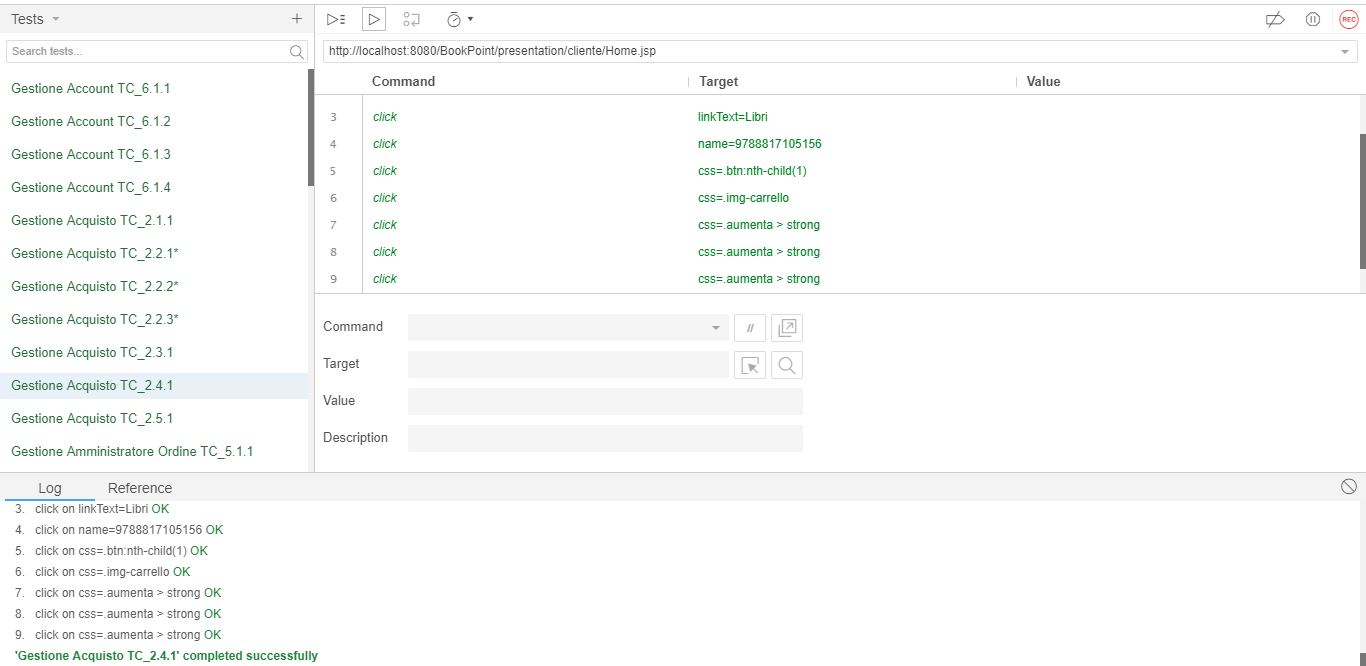 Tests
Search tests...
Gestione Account TC_6.1.1
Gestione Account TC_6.1.2
Gestione Account TC_6.1.3
Gestione Account TC_6.1.4
Gestione Acquisto TC_2.1.1
Gestione Acquisto TC_2.2.1*
Gestione Acquisto TC_2.2.2*
Gestione Acquisto TC_2.2.3*
Gestione Acquisto TC_2.3.1
Gestione Acquisto TC_2.4.1
Gestione Acquisto TC_2.5.1
Gestione Amministratore Ordine TC_5.1.1
REC
http://localhost:8080/BookPoint/presentation/cliente/Home.jsp
Command Target Value
3 click linkText=Libri
4 click name=9788817105156
5 click css=.btn:nth-child(1)
6 click css=.img-carrello
7 click css=.aumenta > strong
8 click css=.aumenta > strong
9 click css=.aumenta > strong
Command //
Target
Value
Description
Log Reference
3. click on linkText=Libri OK
4. click on name=9788817105156 OK
5. click on css=.btn:nth-child(1) OK
6. click on css=.img-carrello OK
7. click on css=.aumenta > strong OK
8. click on css=.aumenta > strong OK
9. click on css=.aumenta > strong OK
'Gestione Acquisto TC_2.4.1' completed successfully